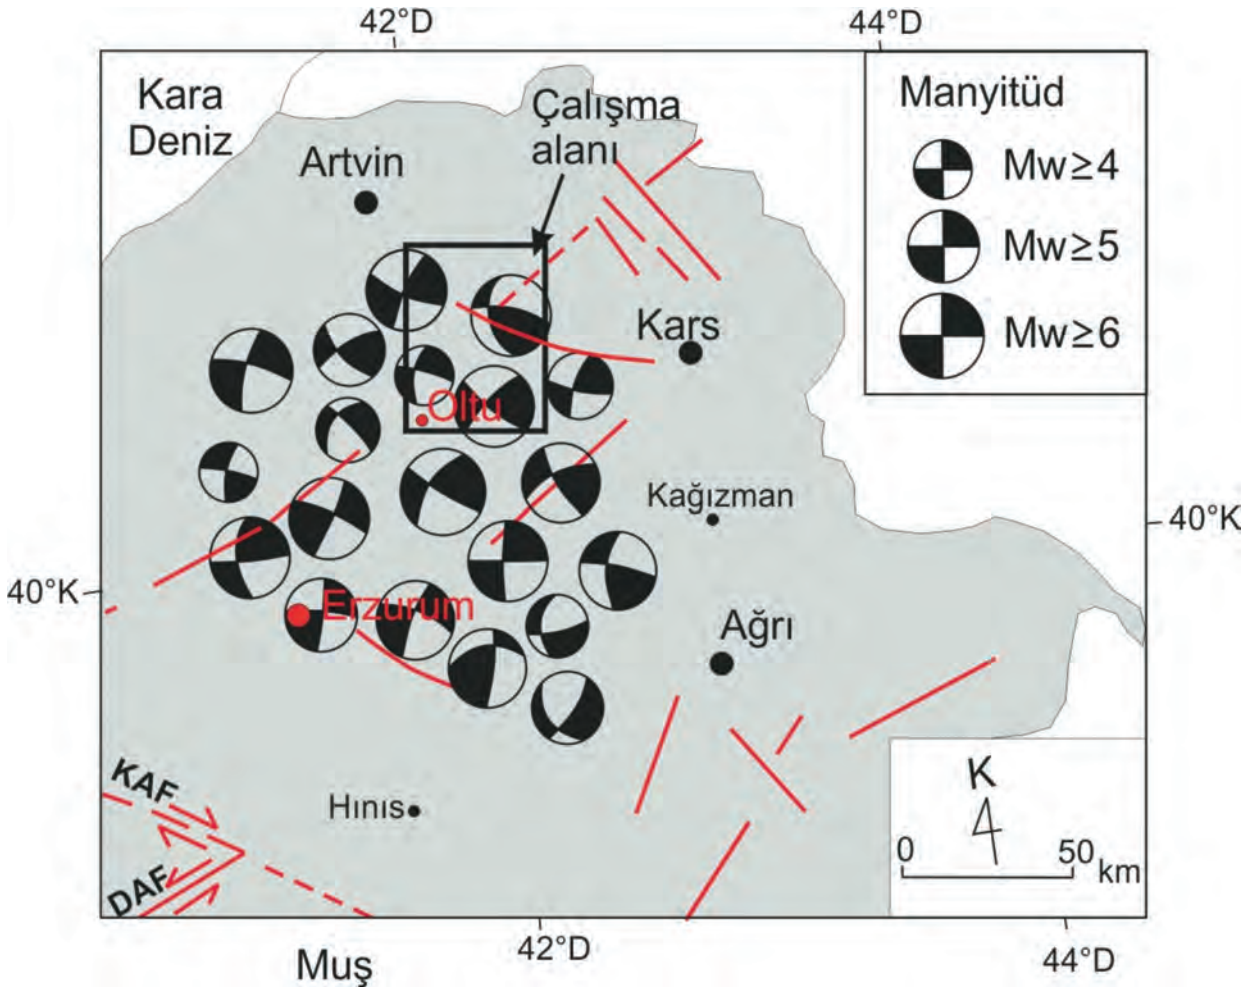 42°D
44°D
Kara
Deniz
Çalışma
alanı
Artvin
Manyitüd
Mw≥4
Mw≥5
Mw≥6
Kars
Oltu
Kağızman
40°K
40°K
Erzurum
Ağrı
KAF
Hınıs
DAF
K
0
50
km
42°D
44°D
Muş